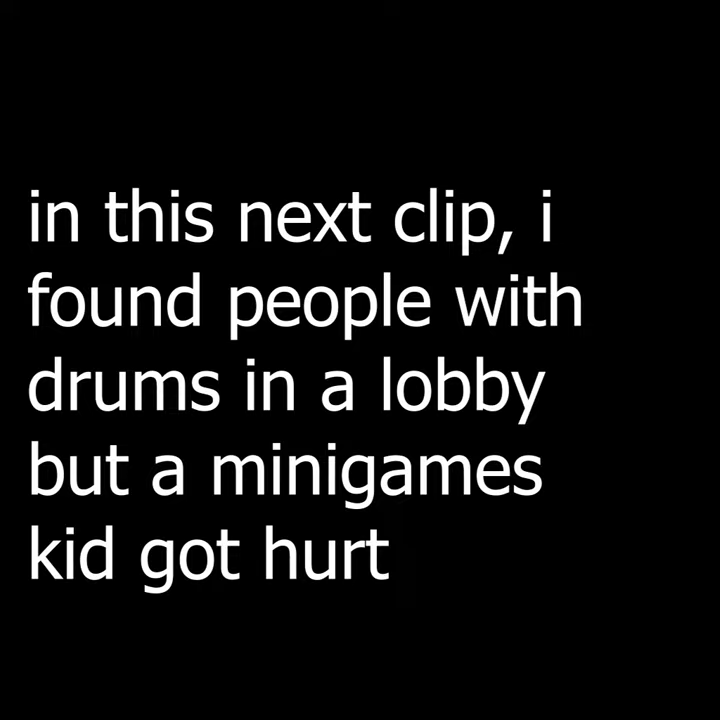 in this next clip, i
found people with
drums in a lobby
but a minigames
kid got hurt